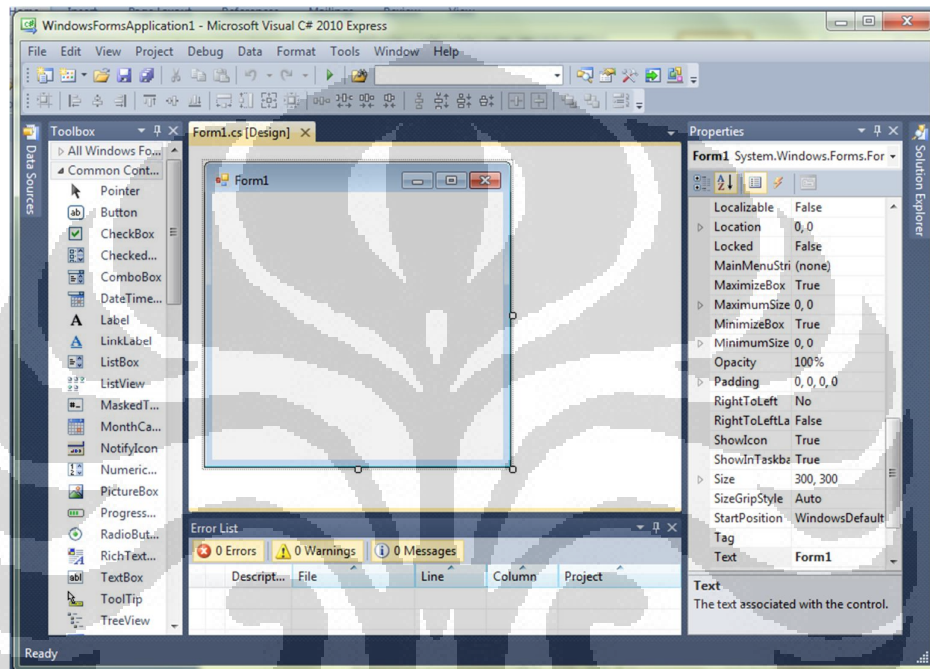 WindowsFormsApplication1 - Microsoft Visual C# 2010 Express
File Edit View Project Debug Data Format Tools Window Help
Data Sources
Toolbox
All Windows Fo...
Common Cont...
Pointer
Button
CheckBox
Checked...
ComboBox
DateTime...
Label
LinkLabel
ListBox
ListView
MaskedT...
MonthCa...
NotifyIcon
Numeric...
PictureBox
Progress...
RadioBut...
RichText...
TextBox
ToolTip
TreeView
Form1.cs [Design]
Form1
Error List
0 Errors 0 Warnings 0 Messages
Descript... File Line Column Project
Properties
Form1 System.Windows.Forms.For
Localizable False
Location 0, 0
Locked False
MainMenuStri (none)
MaximizeBox True
MaximumSize 0, 0
MinimizeBox True
MinimumSize 0, 0
Opacity 100%
Padding 0, 0, 0, 0
RightToLeft No
RightToLeftLa False
ShowIcon True
ShowInTaskba True
Size 300, 300
SizeGripStyle Auto
StartPosition WindowsDefault
Tag
Text Form1
Text
The text associated with the control.
Solution Explorer
Ready